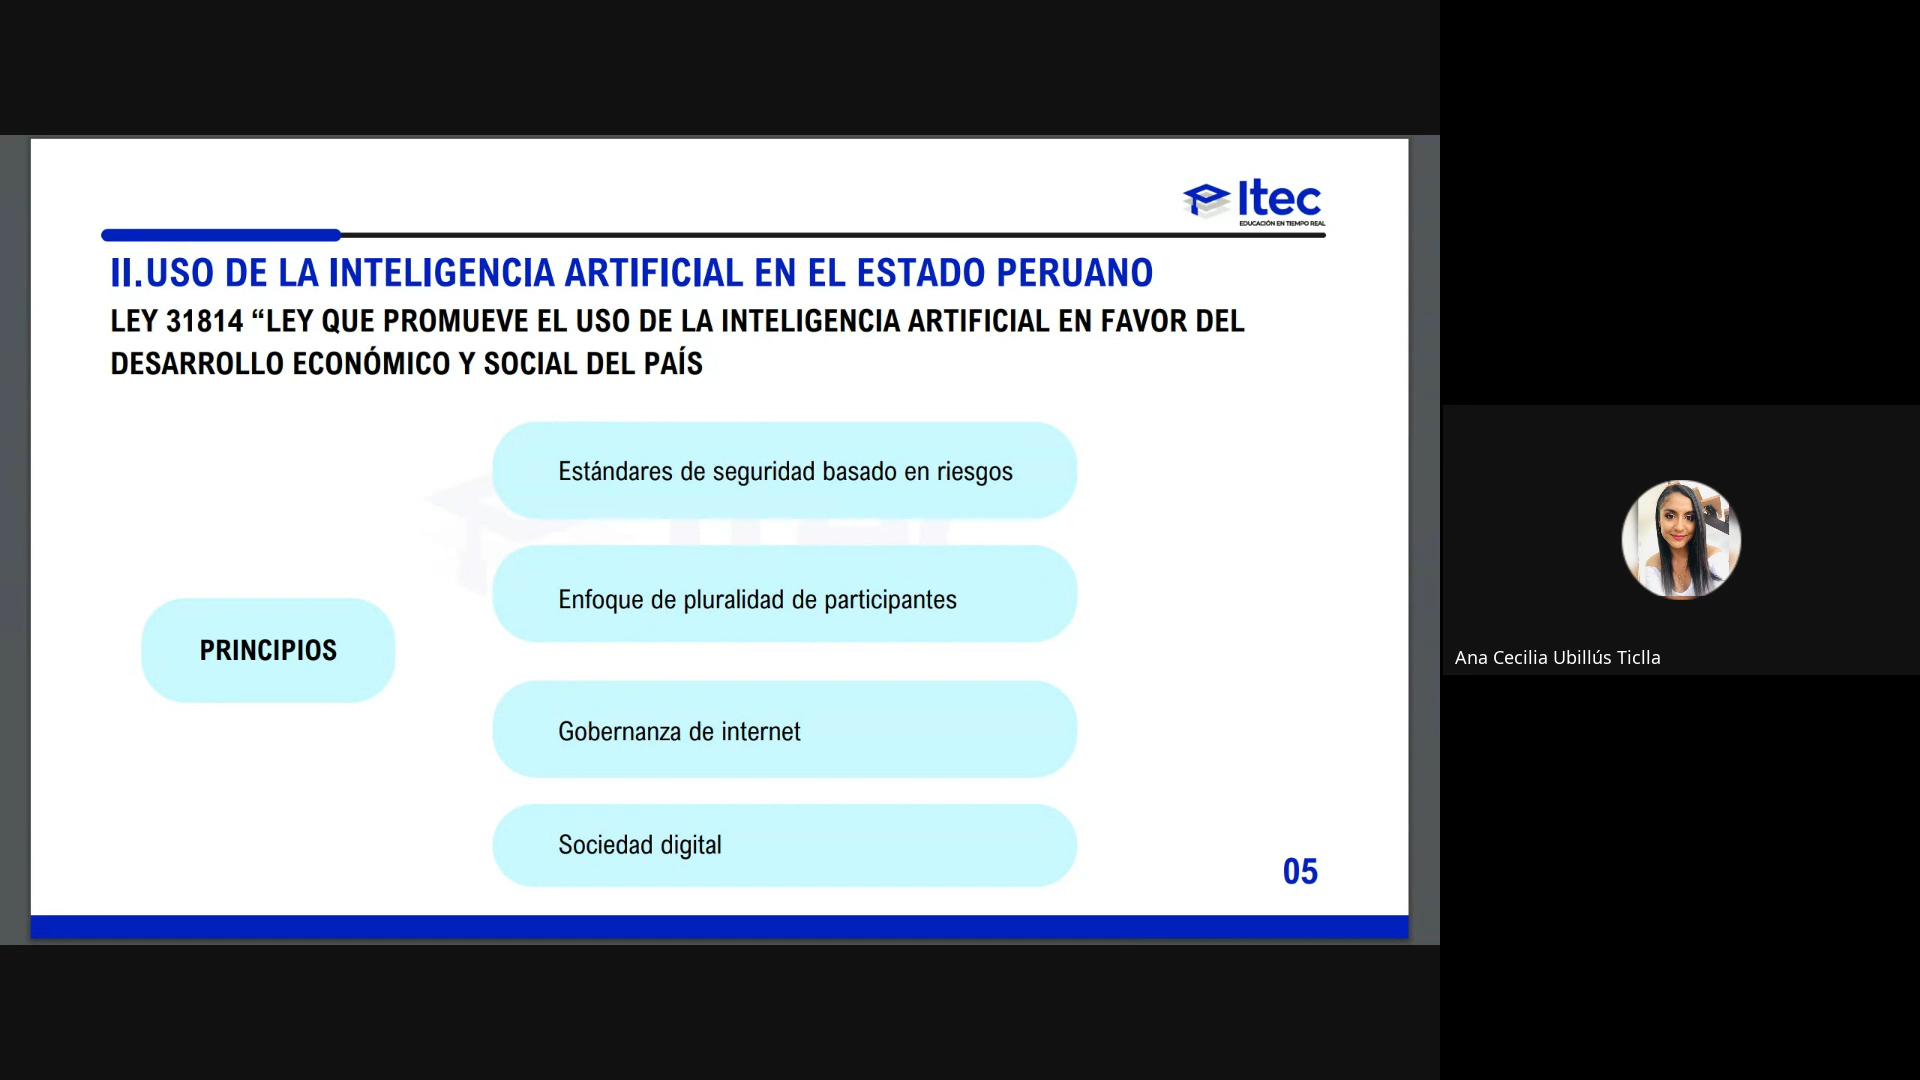 Itec
EDUCACIÓN EN TIEMPO REAL
II.USO DE LA INTELIGENCIA ARTIFICIAL EN EL ESTADO PERUANO
LEY 31814 “LEY QUE PROMUEVE EL USO DE LA INTELIGENCIA ARTIFICIAL EN FAVOR DEL
DESARROLLO ECONÓMICO Y SOCIAL DEL PAÍS
Estándares de seguridad basado en riesgos
Enfoque de pluralidad de participantes
PRINCIPIOS
Gobernanza de internet
Sociedad digital
05
Ana Cecilia Ubillús Ticlla